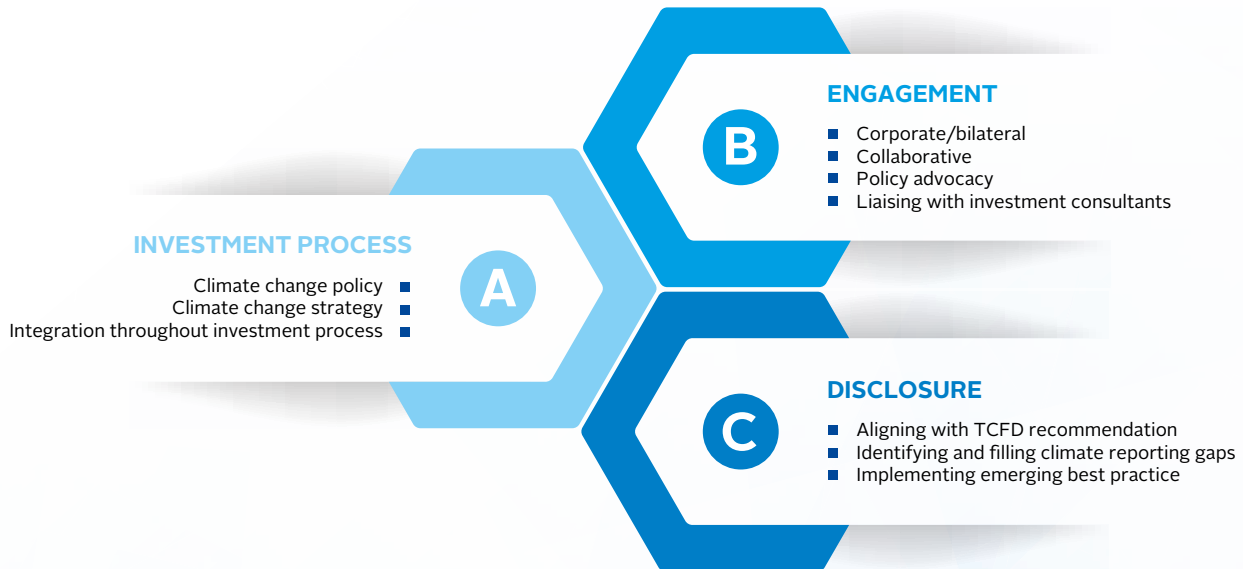 A
INVESTMENT PROCESS
Climate change policy
Climate change strategy
Integration throughout investment process
B
ENGAGEMENT
Corporate/bilateral
Collaborative
Policy advocacy
Liaising with investment consultants
C
DISCLOSURE
Aligning with TCFD recommendation
Identifying and filling climate reporting gaps
Implementing emerging best practice